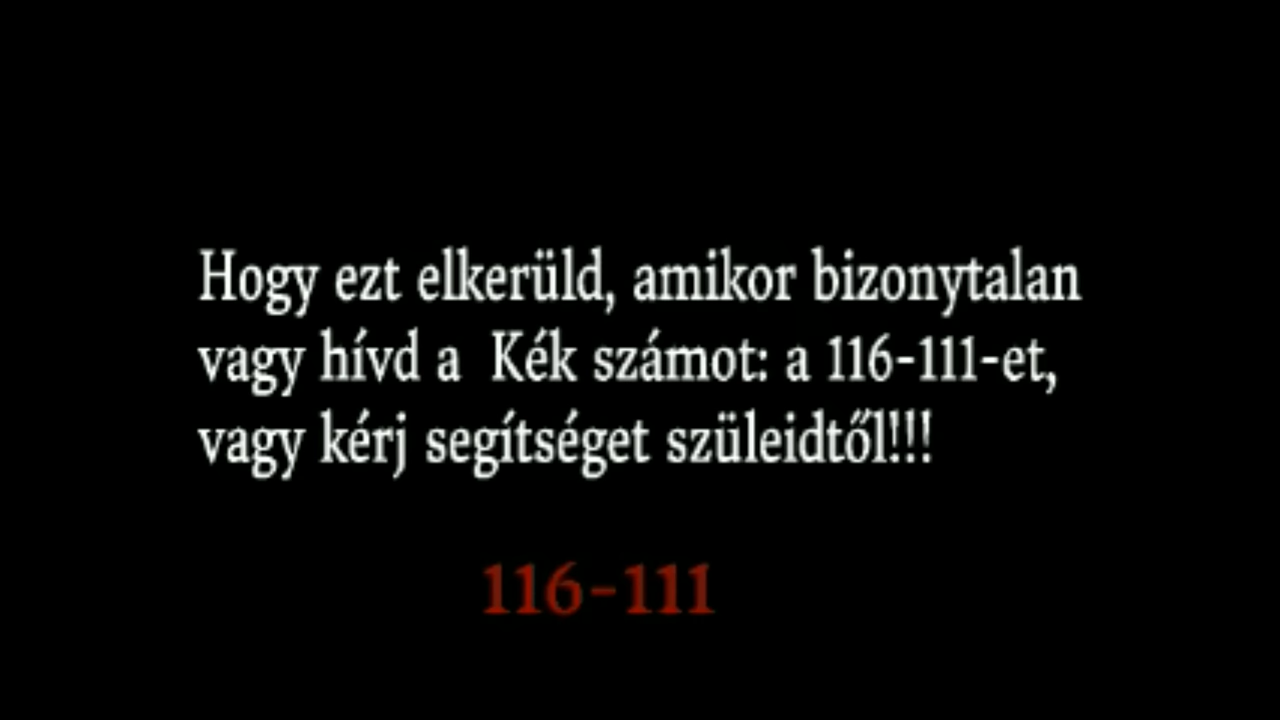 Hogy ezt elkerüld, amikor bizonytalan
vagy hívd a Kék számot: a 116-111-et,
vagy kérj segítséget szüleidtől!!!
116-111